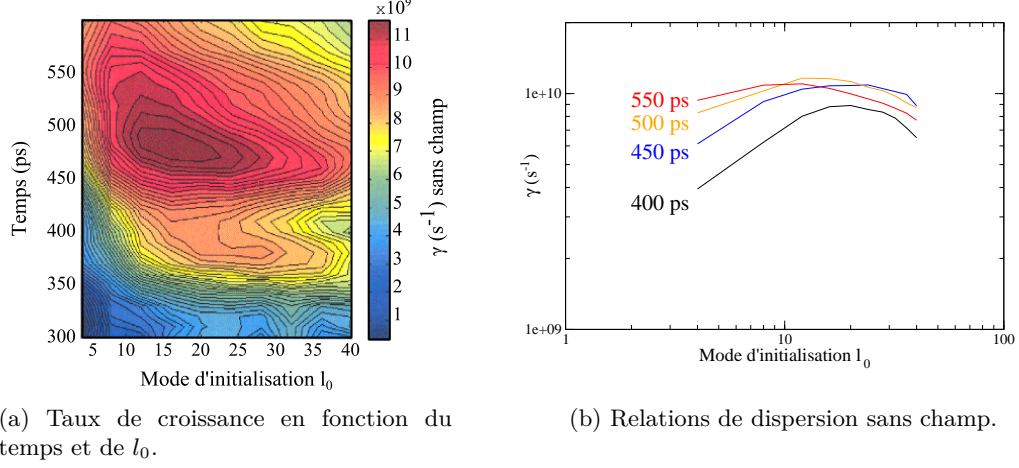 x10⁹
11
10
9
8
7
6
5
4
3
2
1
γ (s⁻¹) sans champ
550
500
450
400
350
300
Temps (ps)
5 10 15 20 25 30 35 40
Mode d'initialisation l₀
(a) Taux de croissance en fonction du
temps et de l₀.
1e+10
1e+09
γ (s⁻¹)
550 ps
500 ps
450 ps
400 ps
1 10 100
Mode d'initialisation l₀
(b) Relations de dispersion sans champ.